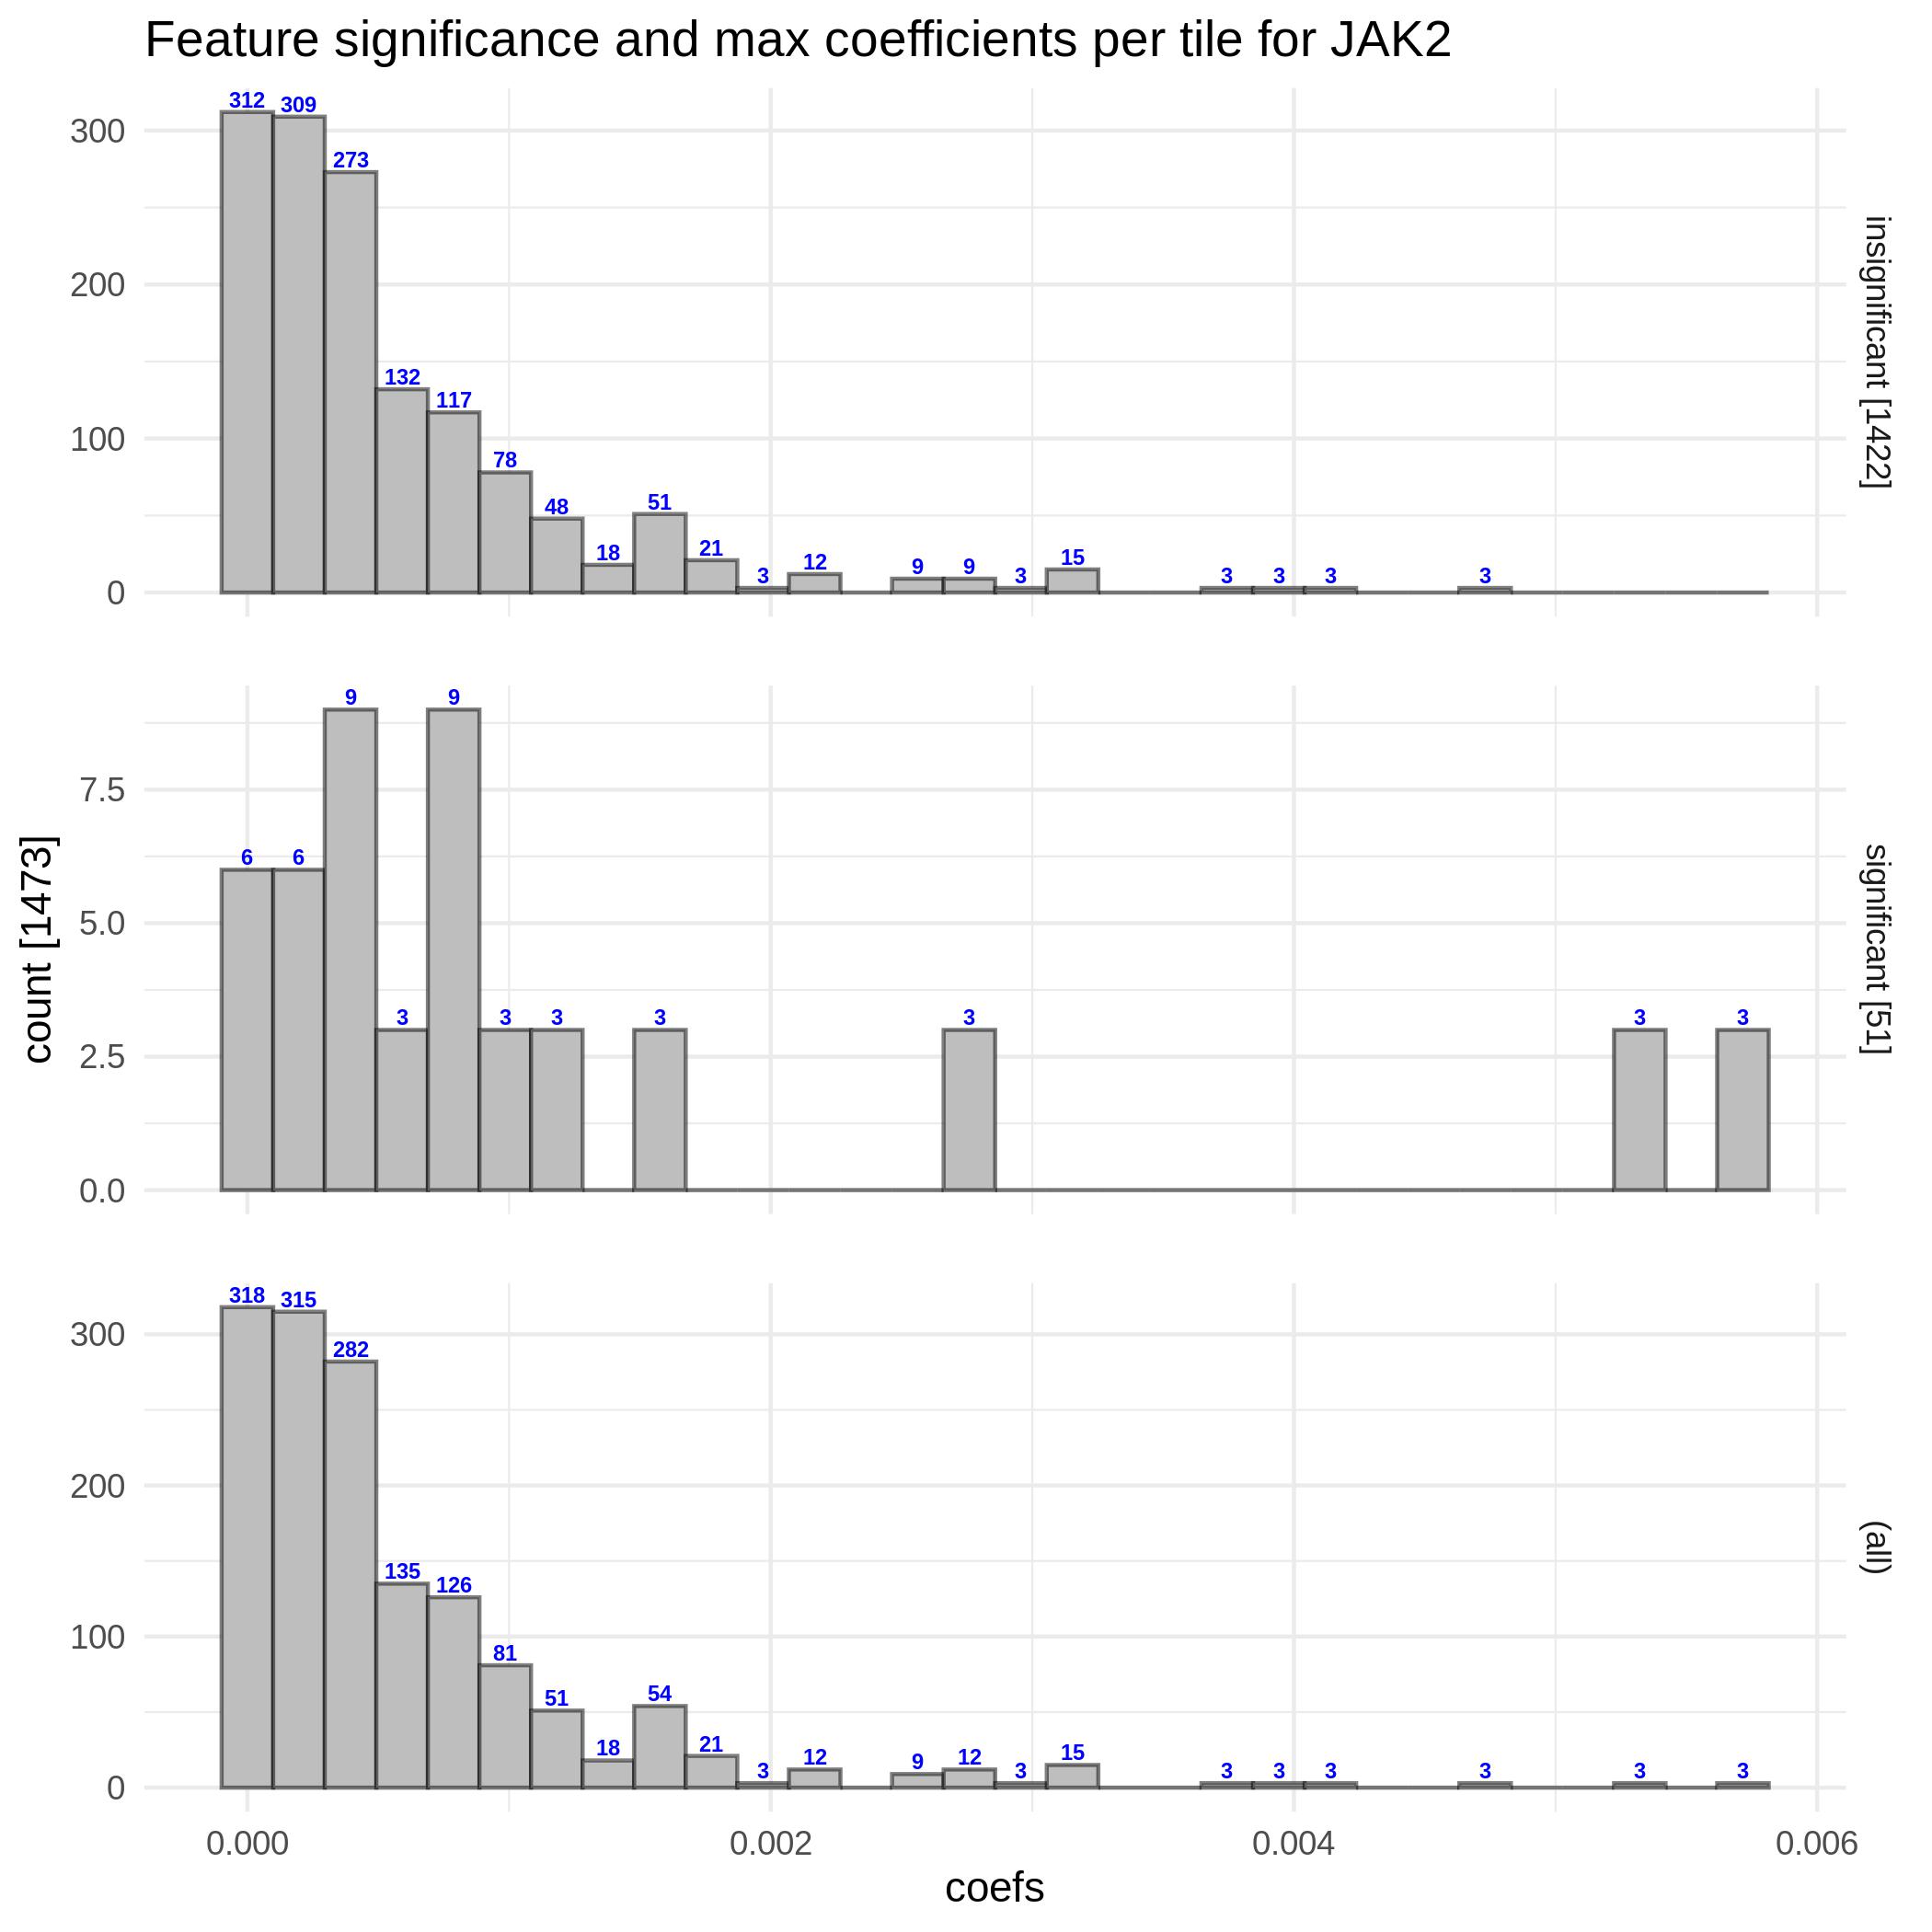 Feature significance and max coefficients per tile for JAK2
312 309 273 132 117 78 48 18 51 21 3 12 9 9 3 15 3 3 3 3
300
200
100
0
insignificant [1422]
9 9 6 6 3 3 3 3 3 3 3
7.5
5.0
2.5
0.0
significant [51]
count [1473]
318 315 282 135 126 81 51 18 54 21 3 12 9 12 3 15 3 3 3 3 3 3
300
200
100
0
(all)
0.000 0.002 0.004 0.006
coefs